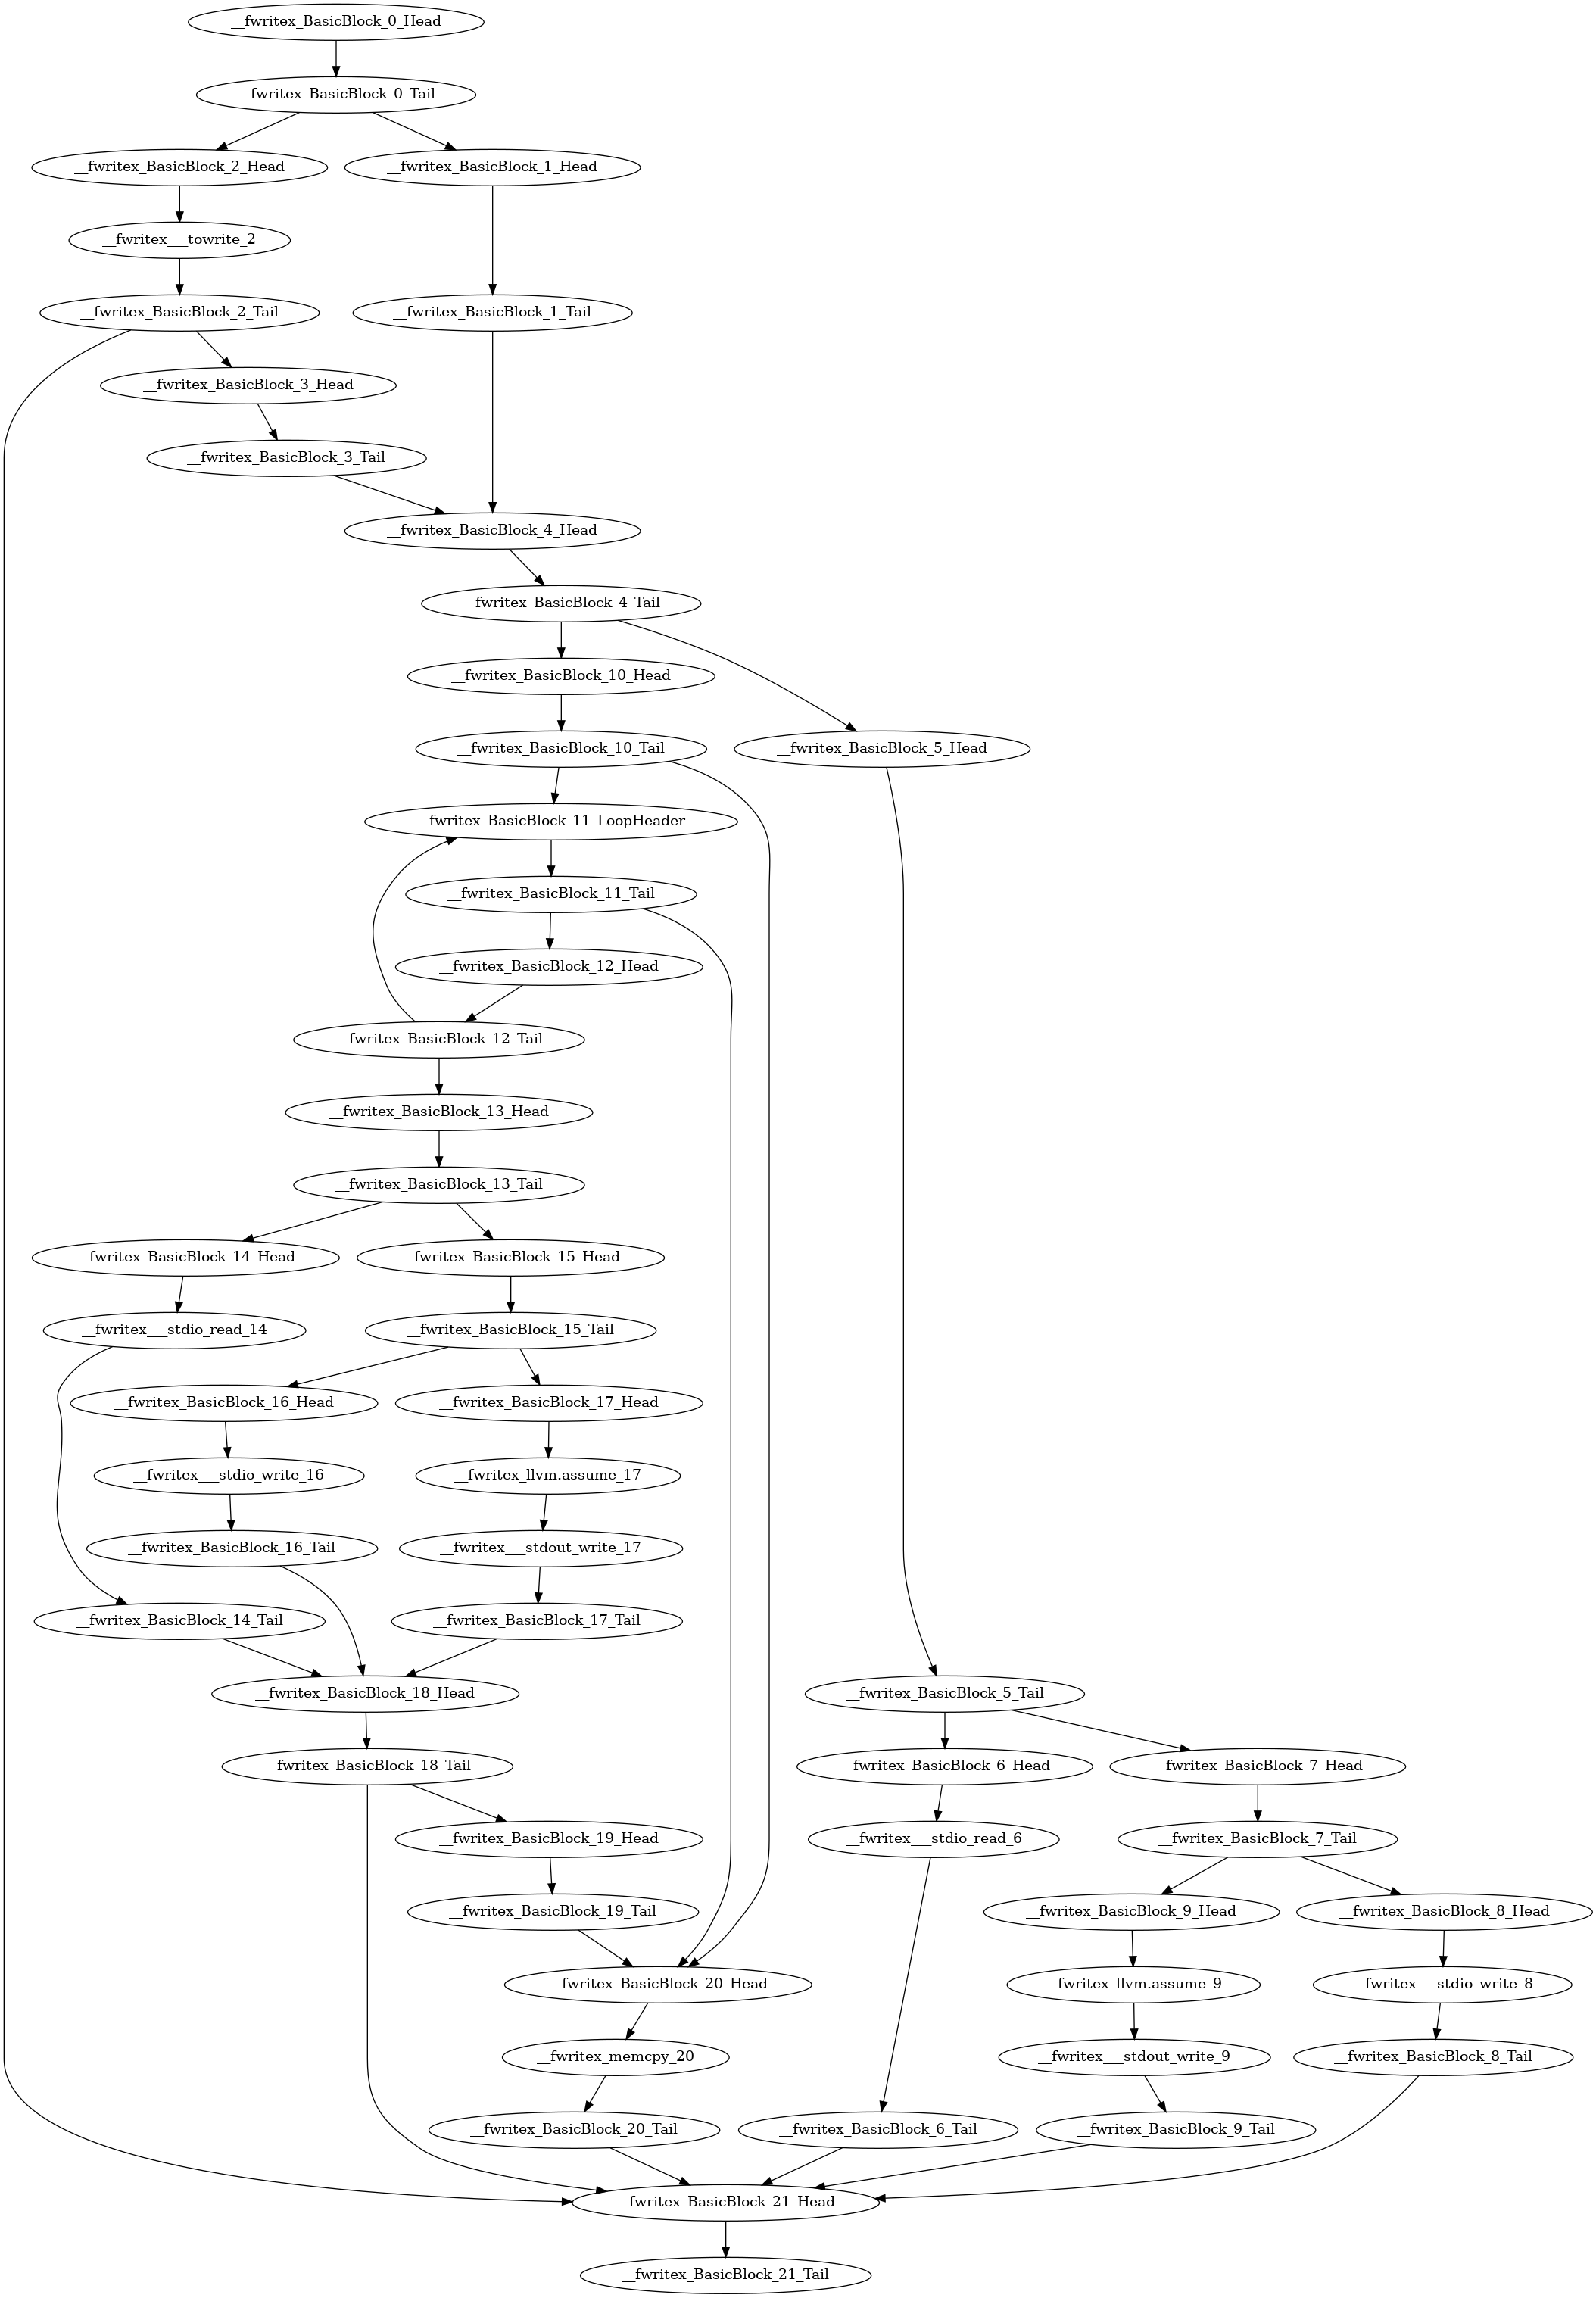 __fwritex_BasicBlock_0_Head
__fwritex_BasicBlock_0_Tail
__fwritex_BasicBlock_2_Head
__fwritex_BasicBlock_1_Head
__fwritex___towrite_2
__fwritex_BasicBlock_2_Tail
__fwritex_BasicBlock_1_Tail
__fwritex_BasicBlock_3_Head
__fwritex_BasicBlock_3_Tail
__fwritex_BasicBlock_4_Head
__fwritex_BasicBlock_4_Tail
__fwritex_BasicBlock_10_Head
__fwritex_BasicBlock_10_Tail
__fwritex_BasicBlock_5_Head
__fwritex_BasicBlock_11_LoopHeader
__fwritex_BasicBlock_11_Tail
__fwritex_BasicBlock_12_Head
__fwritex_BasicBlock_12_Tail
__fwritex_BasicBlock_13_Head
__fwritex_BasicBlock_13_Tail
__fwritex_BasicBlock_14_Head
__fwritex_BasicBlock_15_Head
__fwritex___stdio_read_14
__fwritex_BasicBlock_15_Tail
__fwritex_BasicBlock_16_Head
__fwritex_BasicBlock_17_Head
__fwritex___stdio_write_16
__fwritex_llvm.assume_17
__fwritex_BasicBlock_16_Tail
__fwritex___stdout_write_17
__fwritex_BasicBlock_14_Tail
__fwritex_BasicBlock_17_Tail
__fwritex_BasicBlock_18_Head
__fwritex_BasicBlock_5_Tail
__fwritex_BasicBlock_18_Tail
__fwritex_BasicBlock_6_Head
__fwritex_BasicBlock_7_Head
__fwritex_BasicBlock_19_Head
__fwritex___stdio_read_6
__fwritex_BasicBlock_7_Tail
__fwritex_BasicBlock_19_Tail
__fwritex_BasicBlock_9_Head
__fwritex_BasicBlock_8_Head
__fwritex_BasicBlock_20_Head
__fwritex_llvm.assume_9
__fwritex___stdio_write_8
__fwritex_memcpy_20
__fwritex___stdout_write_9
__fwritex_BasicBlock_8_Tail
__fwritex_BasicBlock_20_Tail
__fwritex_BasicBlock_6_Tail
__fwritex_BasicBlock_9_Tail
__fwritex_BasicBlock_21_Head
__fwritex_BasicBlock_21_Tail